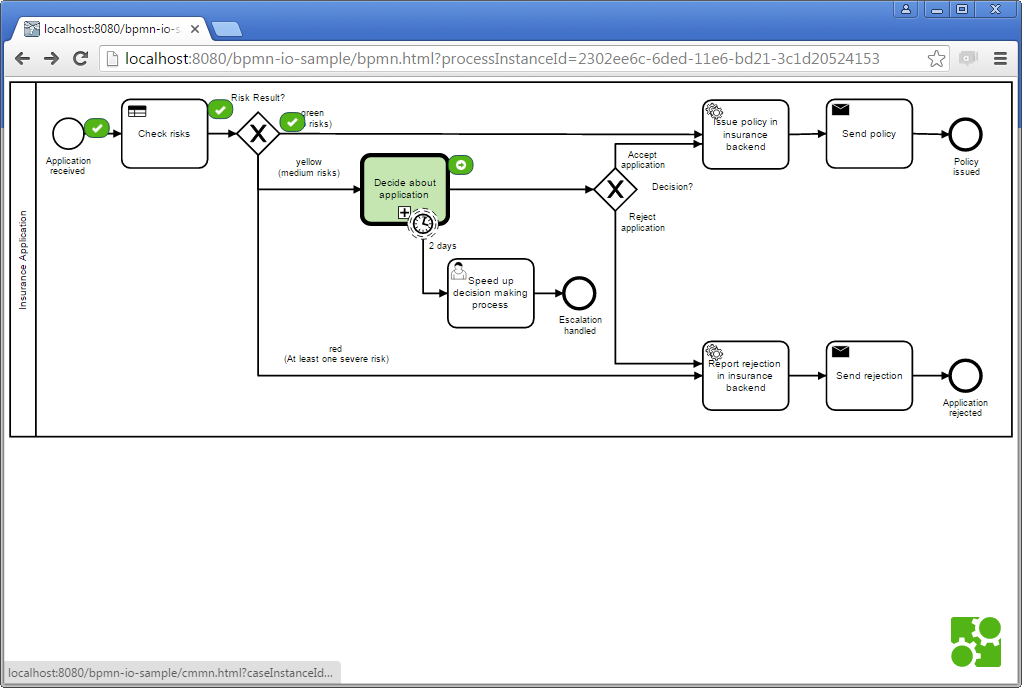 localhost:8080/bpmn-io-s
localhost:8080/bpmn-io-sample/bpmn.html?processInstanceId=2302ee6c-6ded-11e6-bd21-3c1d20524153
Insurance Application
Application
received
Check risks
Risk Result?
green
risks)
yellow
(medium risks)
Decide about
application
2 days
Speed up
decision making
process
Escalation
handled
red
(At least one severe risk)
Accept
application
Decision?
Reject
application
Issue policy in
insurance
backend
Send policy
Policy
issued
Report rejection
in insurance
backend
Send rejection
Application
rejected
localhost:8080/bpmn-io-sample/cmmn.html?caseInstanceId...